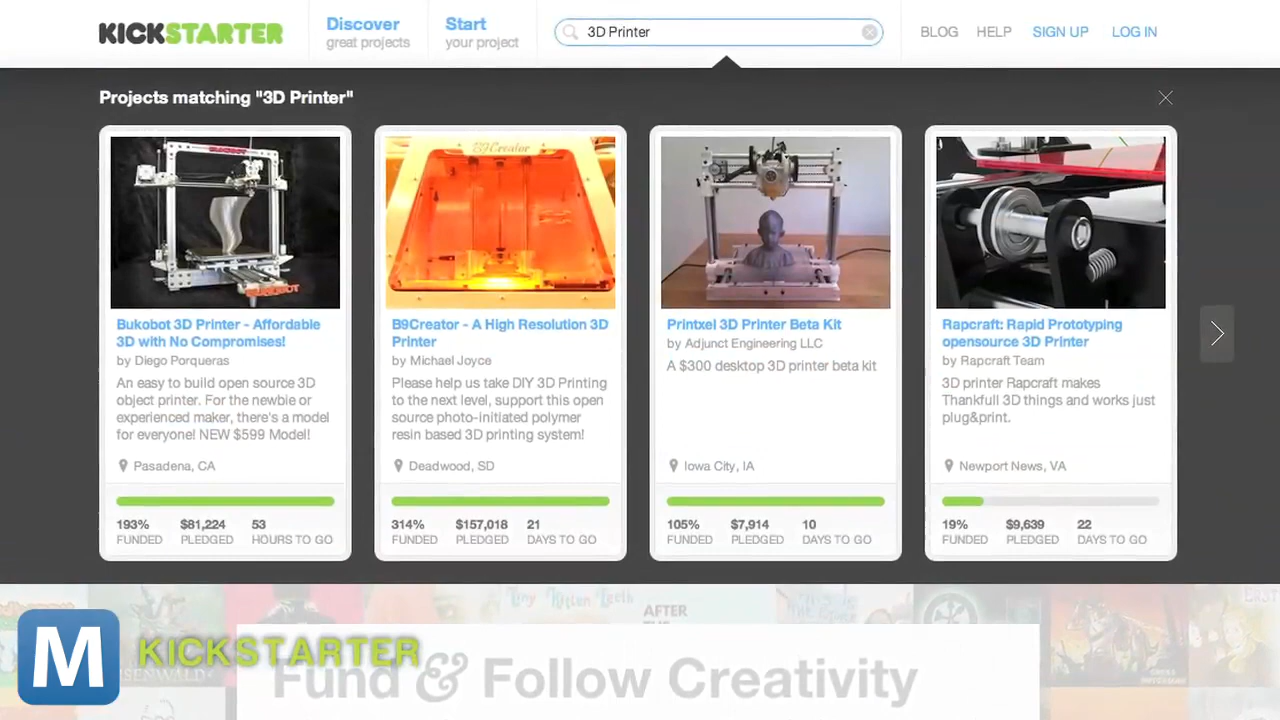 KICKSTARTER
Discover
great projects
Start
your project
3D Printer
BLOG
HELP
SIGN UP
LOG IN
Projects matching "3D Printer"
BUKOBOT
B9Creator
Bukobot 3D Printer - Affordable
3D with No Compromises!
by Diego Porqueras
An easy to build open source 3D
object printer. For the newbie or
experienced maker, there's a model
for everyone! NEW $599 Model!
Pasadena, CA
193%
FUNDED
$81,224
PLEDGED
53
HOURS TO GO
B9Creator - A High Resolution 3D
Printer
by Michael Joyce
Please help us take DIY 3D Printing
to the next level, support this open
source photo-initiated polymer
resin based 3D printing system!
Deadwood, SD
314%
FUNDED
$157,018
PLEDGED
21
DAYS TO GO
Printxel 3D Printer Beta Kit
by Adjunct Engineering LLC
A $300 desktop 3D printer beta kit
Iowa City, IA
105%
FUNDED
$7,914
PLEDGED
10
DAYS TO GO
Rapcraft: Rapid Prototyping
opensource 3D Printer
by Rapcraft Team
3D printer Rapcraft makes
Thankfull 3D things and works just
plug&print.
Newport News, VA
19%
FUNDED
$9,639
PLEDGED
22
DAYS TO GO
Tiny Kitten Teeth
AFTER
M
KICKSTARTER
Fund & Follow Creativity